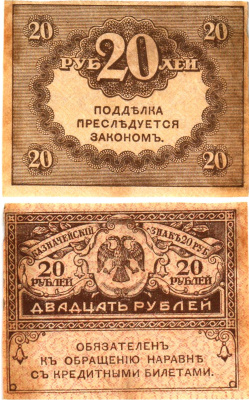 20 20
РУБ 20 ЛЕЙ
ПОДДѢЛКА
ПРЕСЛѢДУЕТСЯ
ЗАКОНОМЪ.
20 20
КАЗНАЧЕЙСКІЙ ЗНАКЪ 20 РУБ.
20 20
РУБЛЕЙ РУБЛЕЙ
ДВАДЦАТЬ РУБЛЕЙ
ОБЯЗАТЕЛЕНЪ
КЪ ОБРАЩЕНІЮ НАРАВНѢ
СЪ КРЕДИТНЫМИ БИЛЕТАМИ.